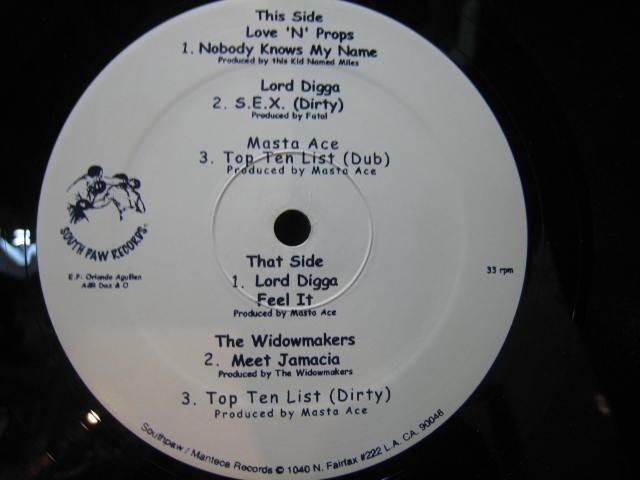 This Side
Love 'N' Props
1. Nobody Knows My Name
Produced by this Kid Named Miles
Lord Digga
2. S.E.X. (Dirty)
Produced by Fatal
Masta Ace
3. Top Ten List (Dub)
Produced by Masta Ace
SOUTH PAW RECORDS
E.P: Orlando Aguillen
A&R Daz & O
33 rpm
That Side
1. Lord Digga
Feel It
Produced by Masta Ace
The Widowmakers
2. Meet Jamacia
Produced by The Widowmakers
3. Top Ten List (Dirty)
Produced by Masta Ace
Southpaw / Manteca Records © 1040 N. Fairfax #222 L.A. CA. 90046